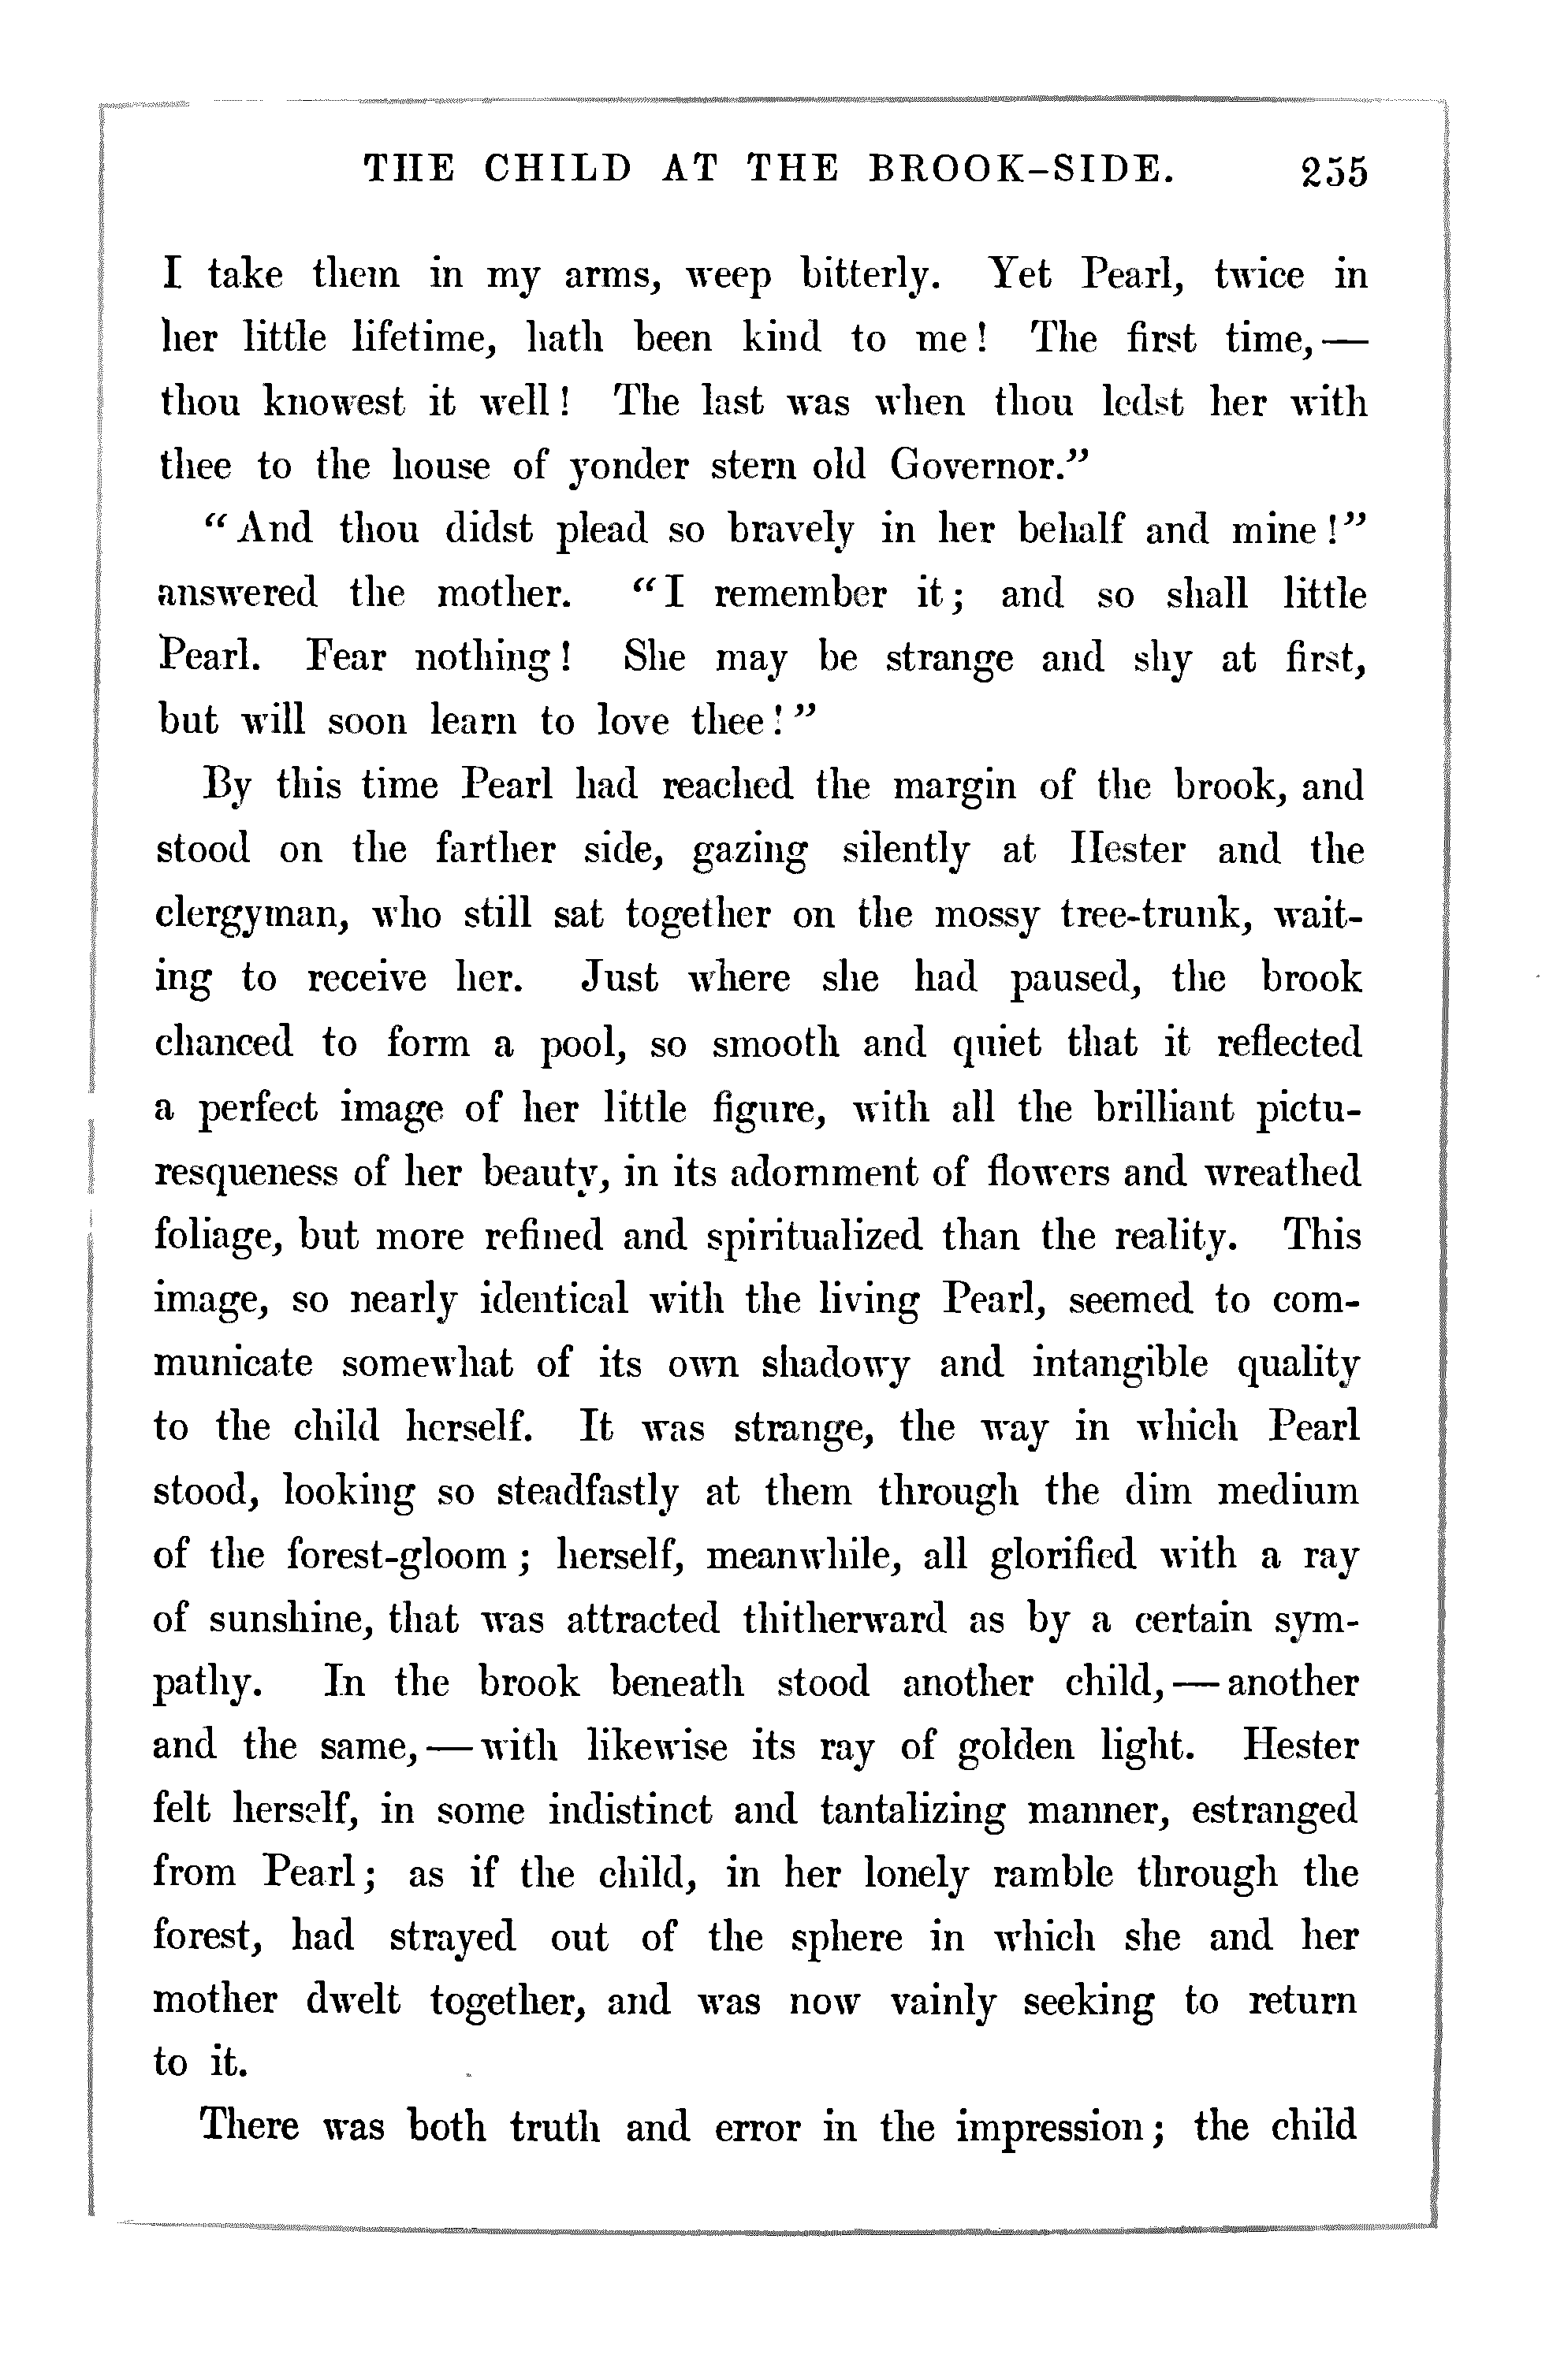 THE CHILD AT THE BROOK-SIDE. 255
I take them in my arms, weep bitterly. Yet Pearl, twice in
her little lifetime, hath been kind to me! The first time,—
thou knowest it well! The last was when thou ledst her with
thee to the house of yonder stern old Governor.”
“And thou didst plead so bravely in her behalf and mine!”
answered the mother. “I remember it; and so shall little
Pearl. Fear nothing! She may be strange and shy at first,
but will soon learn to love thee!”
By this time Pearl had reached the margin of the brook, and
stood on the farther side, gazing silently at Hester and the
clergyman, who still sat together on the mossy tree-trunk, wait-
ing to receive her. Just where she had paused, the brook
chanced to form a pool, so smooth and quiet that it reflected
a perfect image of her little figure, with all the brilliant pictu-
resqueness of her beauty, in its adornment of flowers and wreathed
foliage, but more refined and spiritualized than the reality. This
image, so nearly identical with the living Pearl, seemed to com-
municate somewhat of its own shadowy and intangible quality
to the child herself. It was strange, the way in which Pearl
stood, looking so steadfastly at them through the dim medium
of the forest-gloom; herself, meanwhile, all glorified with a ray
of sunshine, that was attracted thitherward as by a certain sym-
pathy. In the brook beneath stood another child,—another
and the same,—with likewise its ray of golden light. Hester
felt herself, in some indistinct and tantalizing manner, estranged
from Pearl; as if the child, in her lonely ramble through the
forest, had strayed out of the sphere in which she and her
mother dwelt together, and was now vainly seeking to return
to it.
There was both truth and error in the impression; the child